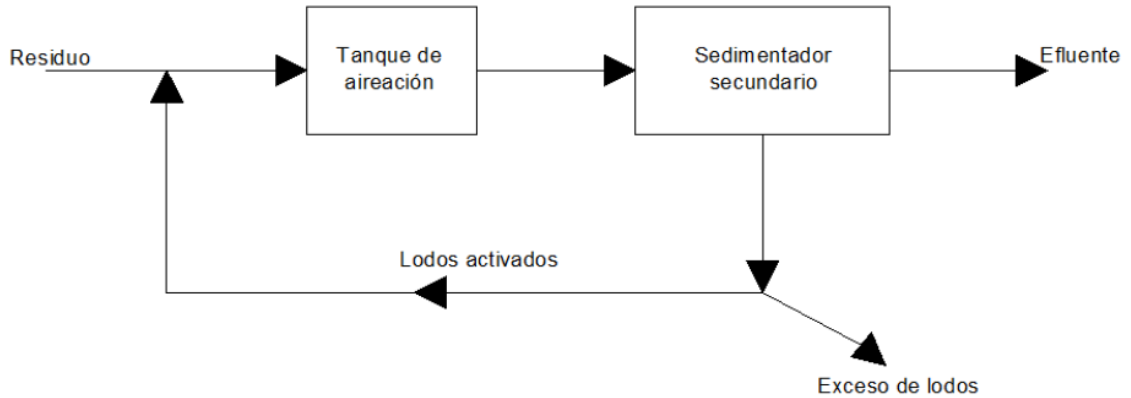 Residuo
Tanque de
aireación
Sedimentador
secundario
Efluente
Lodos activados
Exceso de lodos